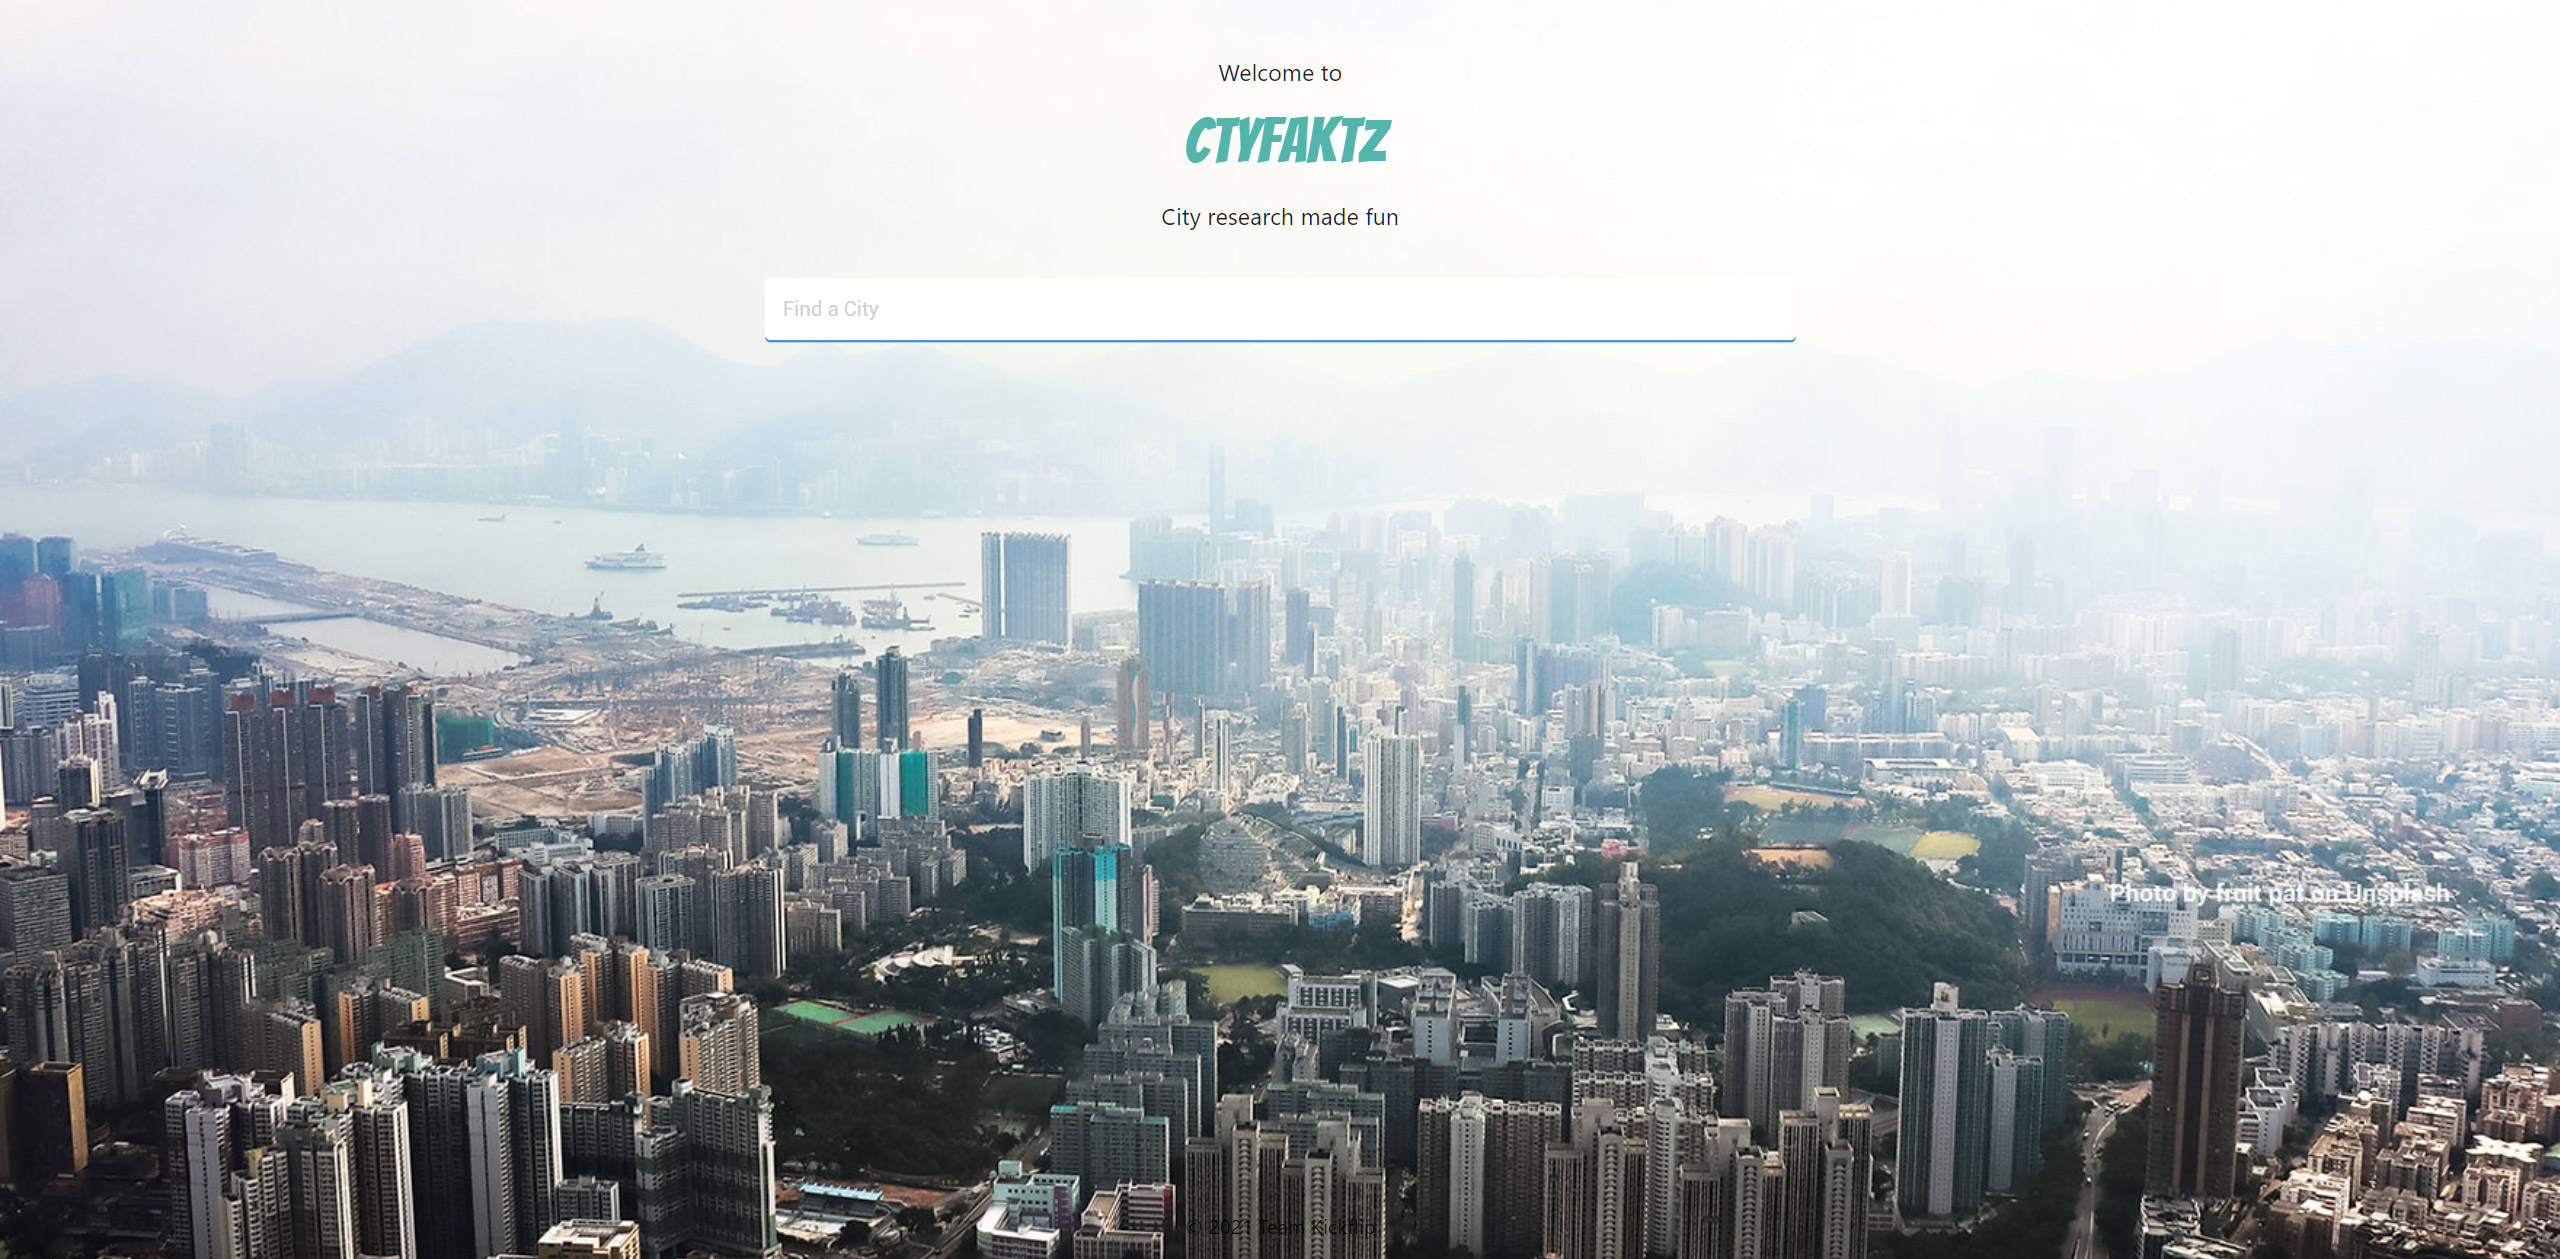 Welcome to
CTYFAKTZ
City research made fun
Find a City
Photo by fruit pat on Unsplash
© 2021 Team Kickflip